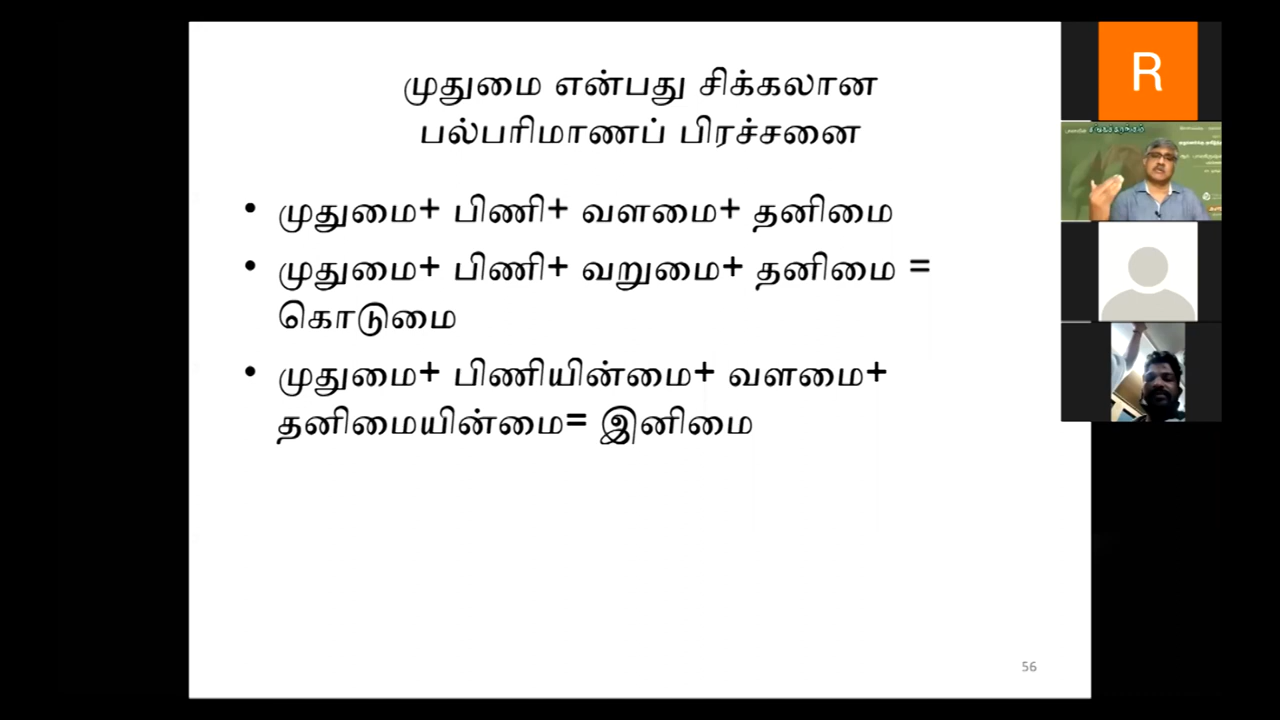 முதுமை என்பது சிக்கலான
பல்பரிமாணப் பிரச்சனை
• முதுமை+ பிணி+ வளமை+ தனிமை
• முதுமை+ பிணி+ வறுமை+ தனிமை =
கொடுமை
• முதுமை+ பிணியின்மை+ வளமை+
தனிமையின்மை= இனிமை
56
R